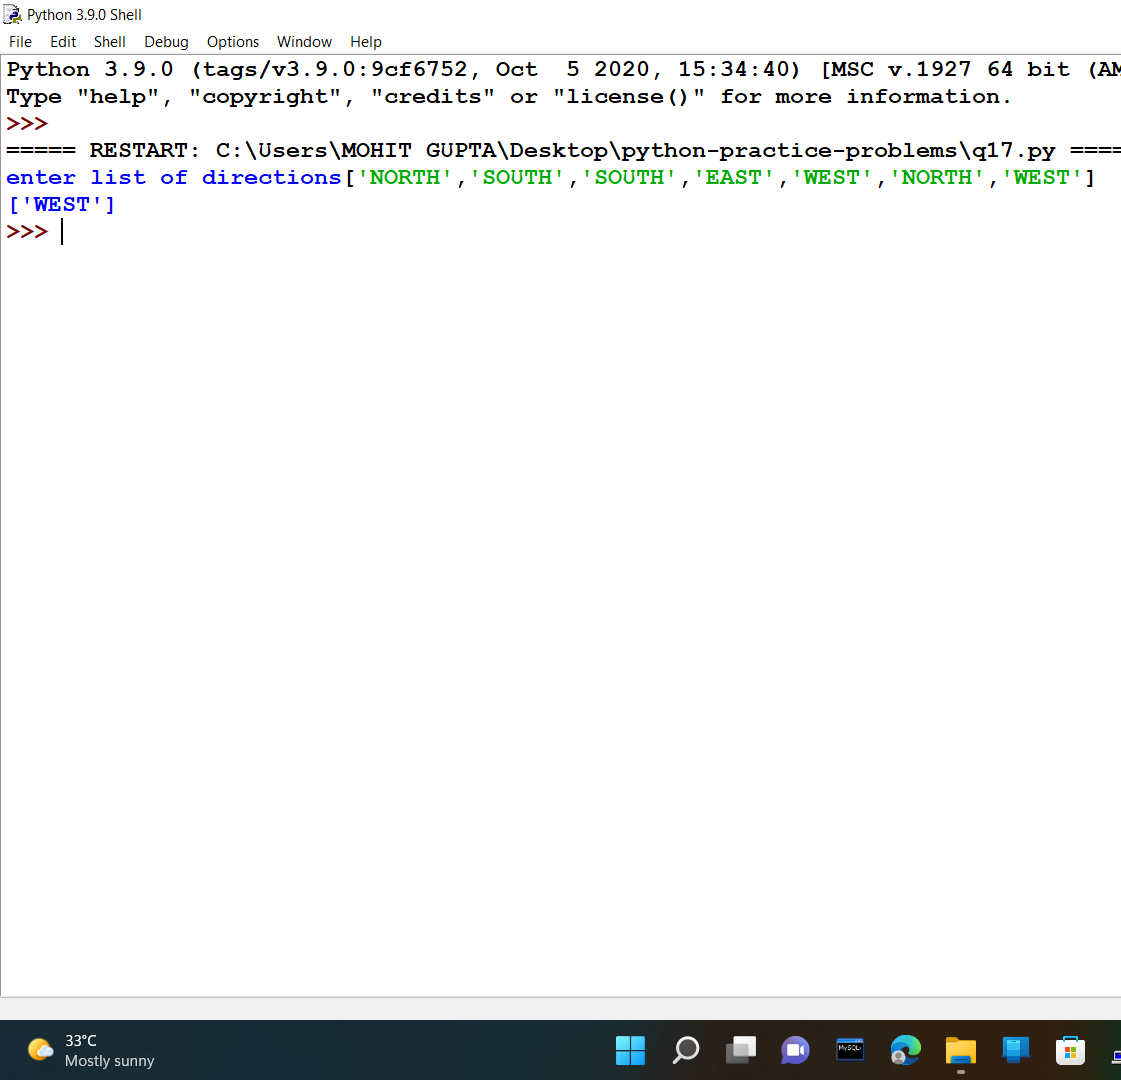 Python 3.9.0 Shell
File Edit Shell Debug Options Window Help
Python 3.9.0 (tags/v3.9.0:9cf6752, Oct  5 2020, 15:34:40) [MSC v.1927 64 bit (AM
Type "help", "copyright", "credits" or "license()" for more information.
>>>
===== RESTART: C:\Users\MOHIT GUPTA\Desktop\python-practice-problems\q17.py ====
enter list of directions['NORTH','SOUTH','SOUTH','EAST','WEST','NORTH','WEST']
['WEST']
>>>
33°C
Mostly sunny
MySQL